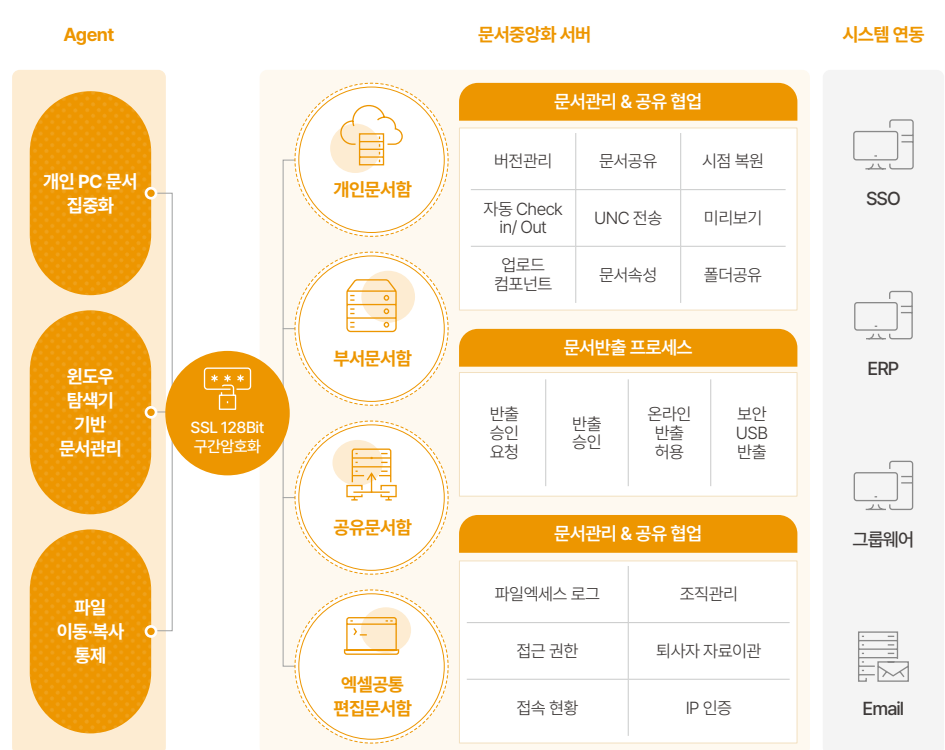 Agent
문서중앙화 서버
시스템 연동
개인 PC 문서
집중화
윈도우
탐색기
기반
문서관리
파일
이동·복사
통제
***
SSL 128Bit
구간암호화
개인문서함
부서문서함
공유문서함
엑셀공통
편집문서함
문서관리 & 공유 협업
버전관리
문서공유
시점 복원
자동 Check
in/ Out
UNC 전송
미리보기
업로드
컴포넌트
문서속성
폴더공유
문서반출 프로세스
반출
승인
요청
반출
승인
온라인
반출
허용
보안
USB
반출
문서관리 & 공유 협업
파일엑세스 로그
조직관리
접근 권한
퇴사자 자료이관
접속 현황
IP 인증
SSO
ERP
그룹웨어
Email